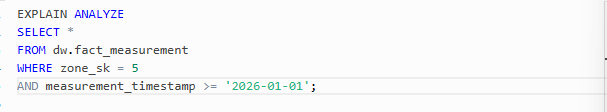 EXPLAIN ANALYZE
SELECT *
FROM dw.fact_measurement
WHERE zone_sk = 5
AND measurement_timestamp >= '2026-01-01';